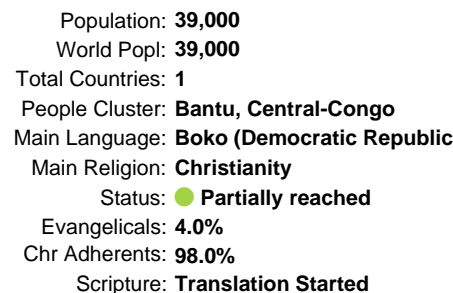 Population: 39,000
World Popl: 39,000
Total Countries: 1
People Cluster: Bantu, Central-Congo
Main Language: Boko (Democratic Republic
Main Religion: Christianity
Status: Partially reached
Evangelicals: 4.0%
Chr Adherents: 98.0%
Scripture: Translation Started